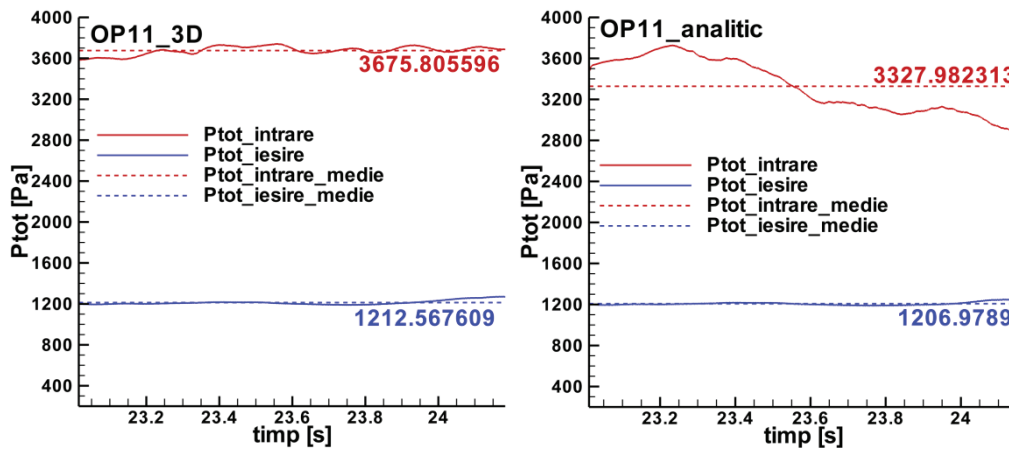 OP11_3D
Ptot [Pa]
4000
3600
3200
2800
2400
2000
1600
1200
800
400
3675.805596
Ptot_intrare
Ptot_iesire
Ptot_intrare_medie
Ptot_iesire_medie
1212.567609
23.2
23.4
23.6
23.8
24
timp [s]
OP11_analitic
Ptot [Pa]
4000
3600
3200
2800
2400
2000
1600
1200
800
400
3327.982313
Ptot_intrare
Ptot_iesire
Ptot_intrare_medie
Ptot_iesire_medie
1206.9789
23.2
23.4
23.6
23.8
24
timp [s]